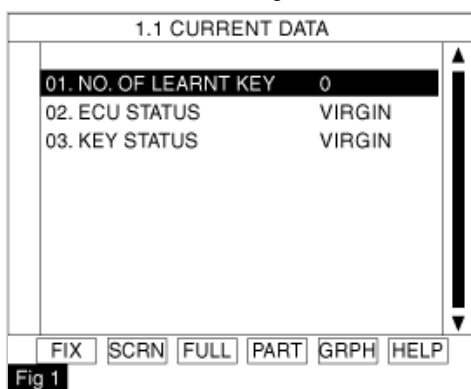 1.1 CURRENT DATA
01. NO. OF LEARNT KEY 0
02. ECU STATUS VIRGIN
03. KEY STATUS VIRGIN
FIX SCRN FULL PART GRPH HELP
Fig 1